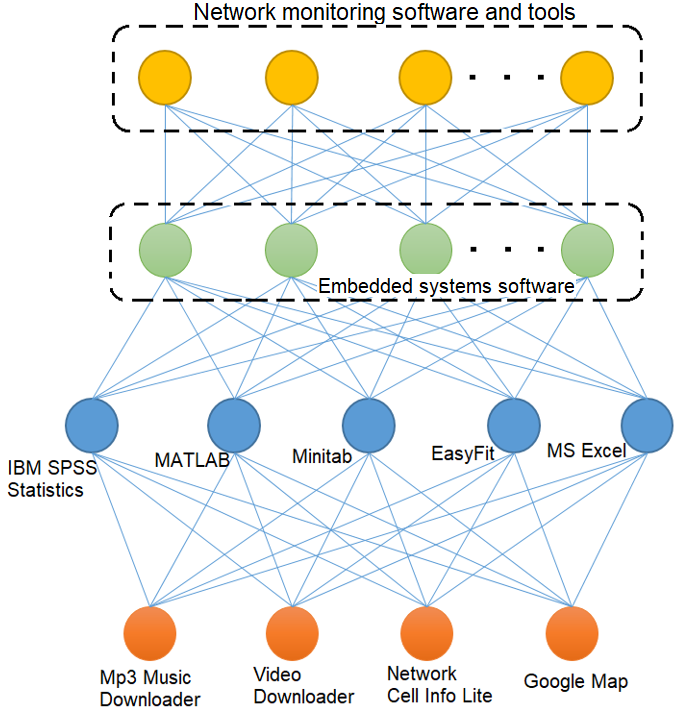 Network monitoring software and tools
Embedded systems software
IBM SPSS
Statistics
MATLAB
Minitab
EasyFit
MS Excel
Mp3 Music
Downloader
Video
Downloader
Network
Cell Info Lite
Google Map